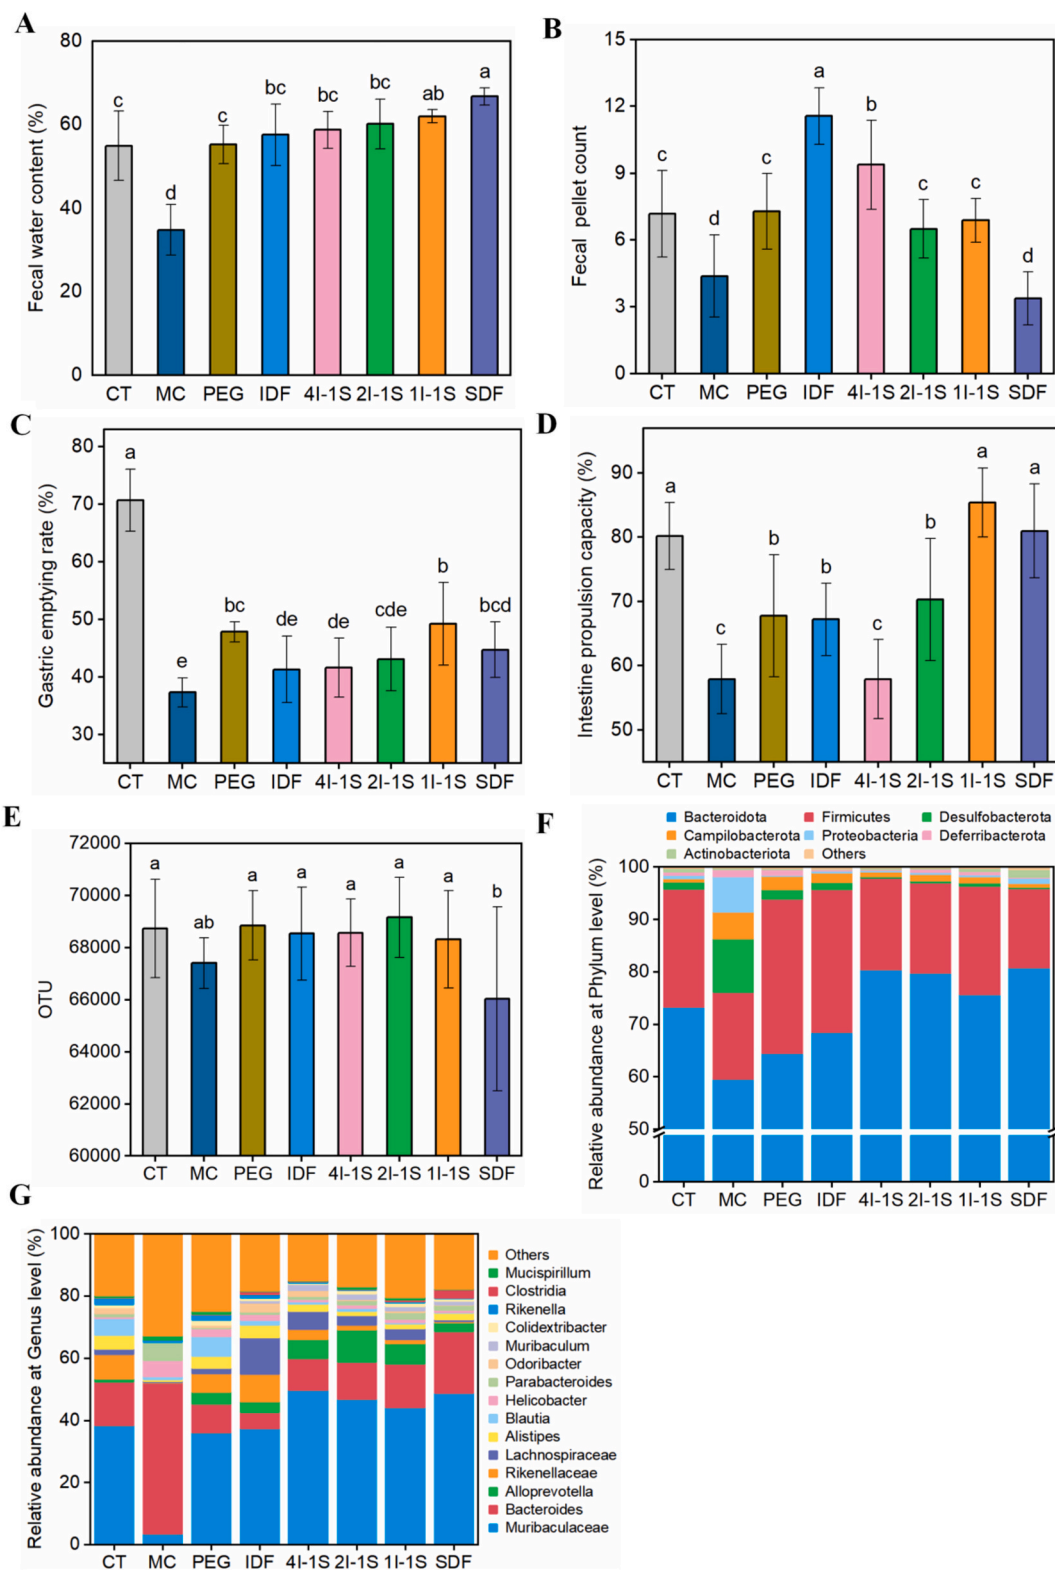 A
Fecal water content (%)
80
60
40
20
0
c
d
c
bc
bc
bc
ab
a
CT MC PEG IDF 4I-1S 2I-1S 1I-1S SDF
B
Fecal pellet count
15
12
9
6
3
0
c
d
c
a
b
c
c
d
CT MC PEG IDF 4I-1S 2I-1S 1I-1S SDF
C
Gastric emptying rate (%)
80
70
60
50
40
30
a
e
bc
de
de
cde
b
bcd
CT MC PEG IDF 4I-1S 2I-1S 1I-1S SDF
D
Intestine propulsion capacity (%)
90
80
70
60
50
a
c
b
b
c
b
a
a
CT MC PEG IDF 4I-1S 2I-1S 1I-1S SDF
E
OTU
72000
70000
68000
66000
64000
62000
60000
a
ab
a
a
a
a
a
b
CT MC PEG IDF 4I-1S 2I-1S 1I-1S SDF
F
Bacteroidota Firmicutes Desulfobacterota
Campilobacterota Proteobacteria Deferribacterota
Actinobacteriota Others
Relative abundance at Phylum level (%)
100
90
80
70
60
50
0
CT MC PEG IDF 4I-1S 2I-1S 1I-1S SDF
G
Relative abundance at Genus level (%)
100
80
60
40
20
0
CT MC PEG IDF 4I-1S 2I-1S 1I-1S SDF
Others
Mucispirillum
Clostridia
Rikenella
Colidextribacter
Muribaculum
Odoribacter
Parabacteroides
Helicobacter
Blautia
Alistipes
Lachnospiraceae
Rikenellaceae
Alloprevotella
Bacteroides
Muribaculaceae